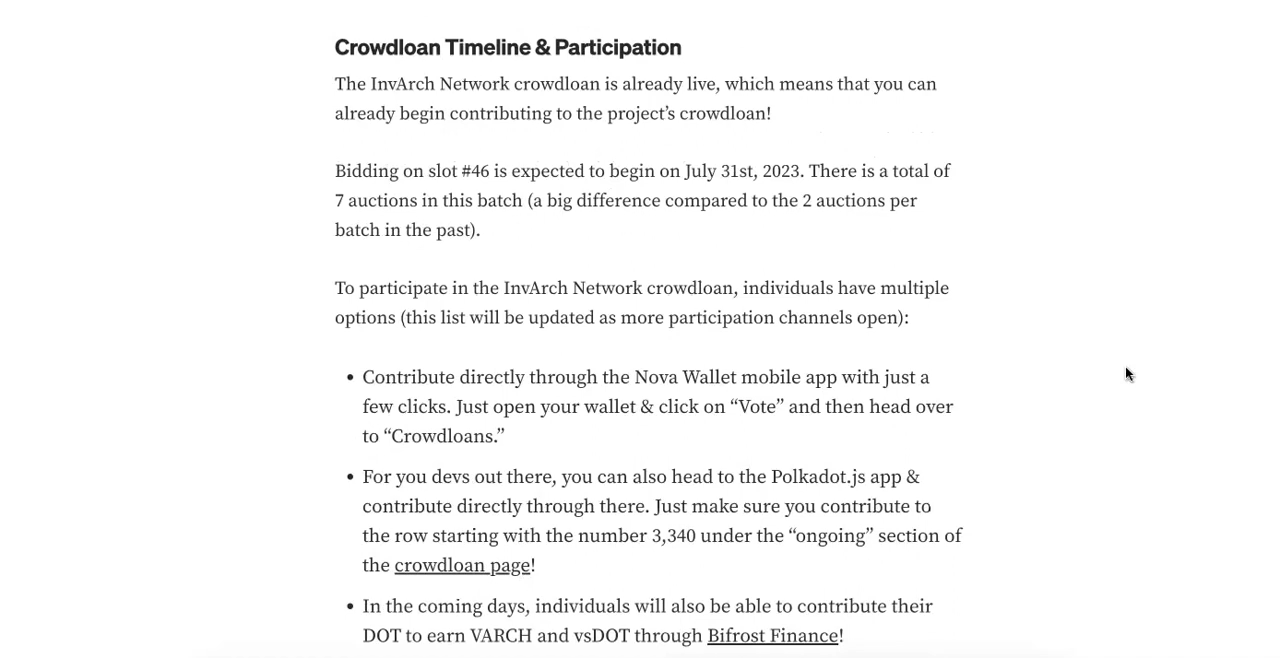 Crowdloan Timeline & Participation
The InvArch Network crowdloan is already live, which means that you can
already begin contributing to the project’s crowdloan!
Bidding on slot #46 is expected to begin on July 31st, 2023. There is a total of
7 auctions in this batch (a big difference compared to the 2 auctions per
batch in the past).
To participate in the InvArch Network crowdloan, individuals have multiple
options (this list will be updated as more participation channels open):
• Contribute directly through the Nova Wallet mobile app with just a
few clicks. Just open your wallet & click on “Vote” and then head over
to “Crowdloans.”
• For you devs out there, you can also head to the Polkadot.js app &
contribute directly through there. Just make sure you contribute to
the row starting with the number 3,340 under the “ongoing” section of
the crowdloan page!
• In the coming days, individuals will also be able to contribute their
DOT to earn VARCH and vsDOT through Bifrost Finance!